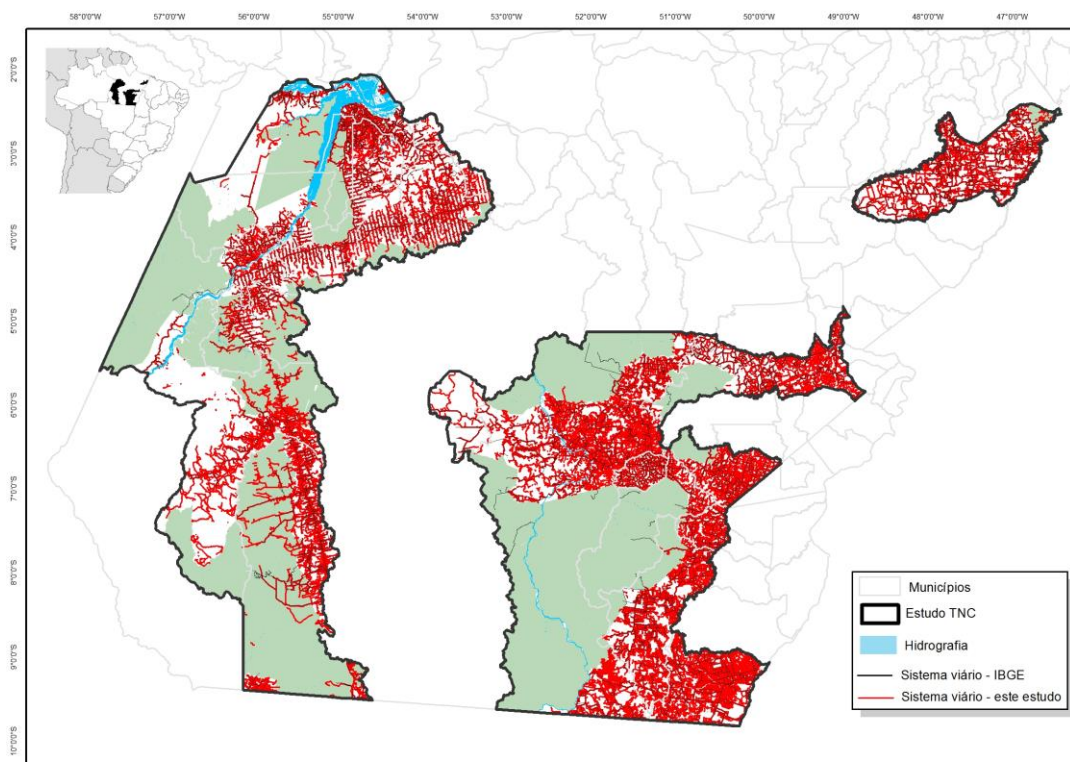 58°0'0"W 57°0'0"W 56°0'0"W 55°0'0"W 54°0'0"W 53°0'0"W 52°0'0"W 51°0'0"W 50°0'0"W 49°0'0"W 48°0'0"W 47°0'0"W
2°0'0"S
3°0'0"S
4°0'0"S
5°0'0"S
6°0'0"S
7°0'0"S
8°0'0"S
9°0'0"S
10°0'0"S
Municípios
Estudo TNC
Hidrografia
Sistema viário - IBGE
Sistema viário - este estudo